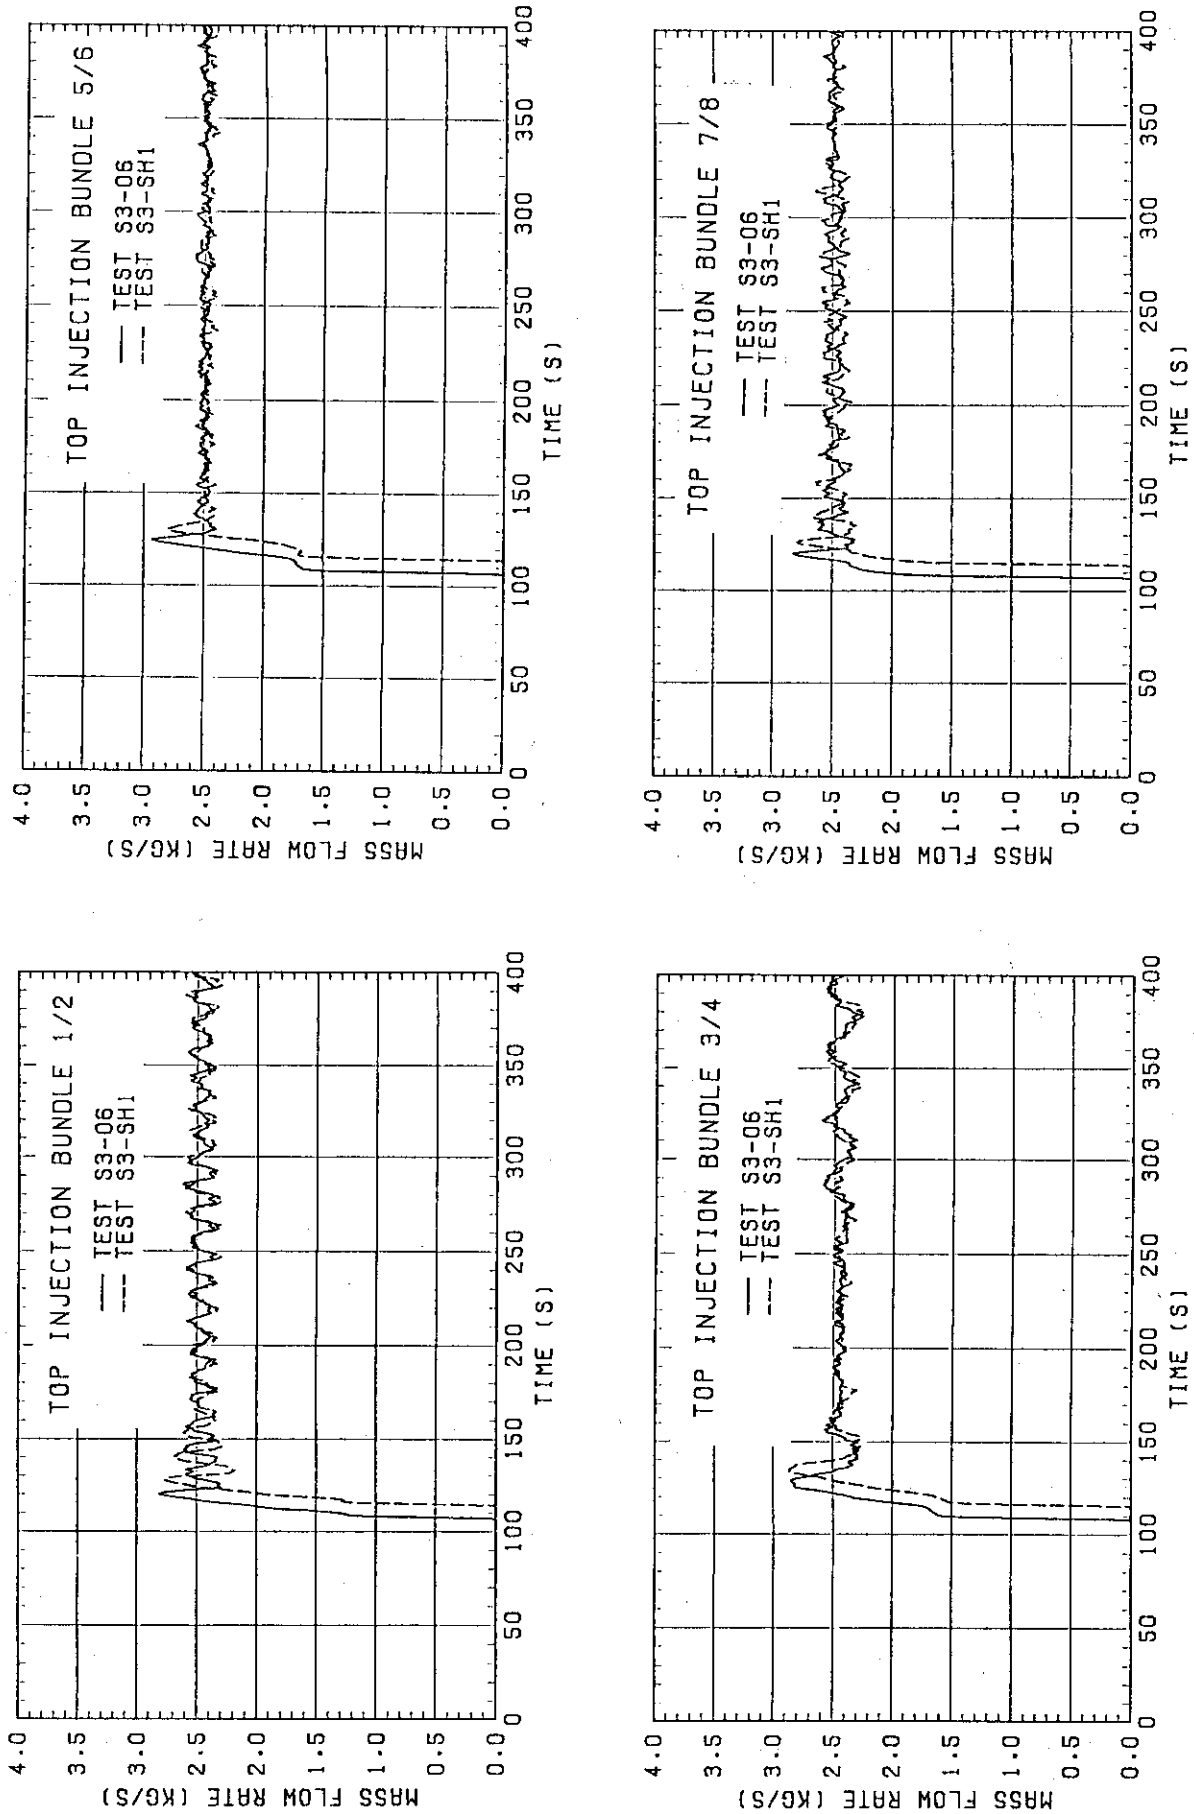 TOP INJECTION BUNDLE 1/2
TEST S3-06
TEST S3-SH1
MASS FLOW RATE (KG/S)
4.0
3.5
3.0
2.5
2.0
1.5
1.0
0.5
0.0
0 50 100 150 200 250 300 350 400
TIME (S)
TOP INJECTION BUNDLE 5/6
TEST S3-06
TEST S3-SH1
MASS FLOW RATE (KG/S)
4.0
3.5
3.0
2.5
2.0
1.5
1.0
0.5
0.0
0 50 100 150 200 250 300 350 400
TIME (S)
TOP INJECTION BUNDLE 3/4
TEST S3-06
TEST S3-SH1
MASS FLOW RATE (KG/S)
4.0
3.5
3.0
2.5
2.0
1.5
1.0
0.5
0.0
0 50 100 150 200 250 300 350 400
TIME (S)
TOP INJECTION BUNDLE 7/8
TEST S3-06
TEST S3-SH1
MASS FLOW RATE (KG/S)
4.0
3.5
3.0
2.5
2.0
1.5
1.0
0.5
0.0
0 50 100 150 200 250 300 350 400
TIME (S)